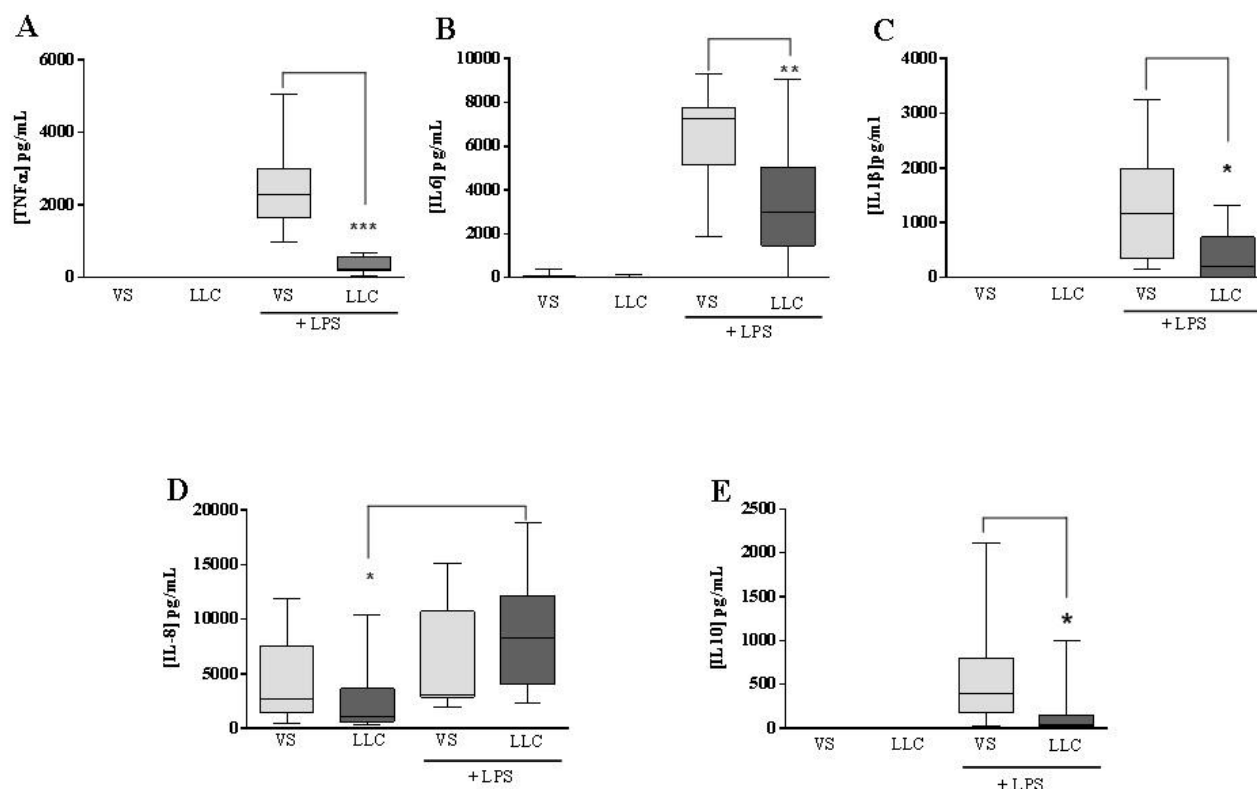 A
[TNFα] pg/mL
6000
4000
2000
0
***
VS LLC VS LLC
+ LPS
B
[IL6] pg/mL
10000
8000
6000
4000
2000
0
**
VS LLC VS LLC
+ LPS
C
[IL1β]pg/ml
4000
3000
2000
1000
0
*
VS LLC VS LLC
+ LPS
D
[IL-8] pg/mL
20000
15000
10000
5000
0
*
VS LLC VS LLC
+ LPS
E
[IL10] pg/mL
2500
2000
1500
1000
500
0
*
VS LLC VS LLC
+ LPS